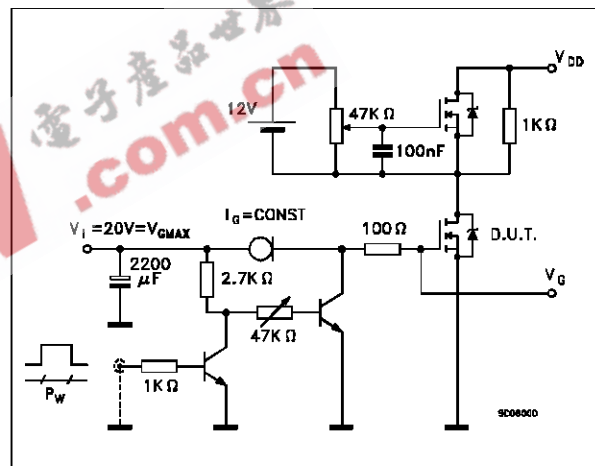 電子產品世界
.com.cn
V_DD
12V
47KΩ
1KΩ
100nF
I_G=CONST
V_i =20V=V_GMAX
100Ω
D.U.T.
2200
μF
2.7KΩ
V_G
47KΩ
1KΩ
P_W
SC06000